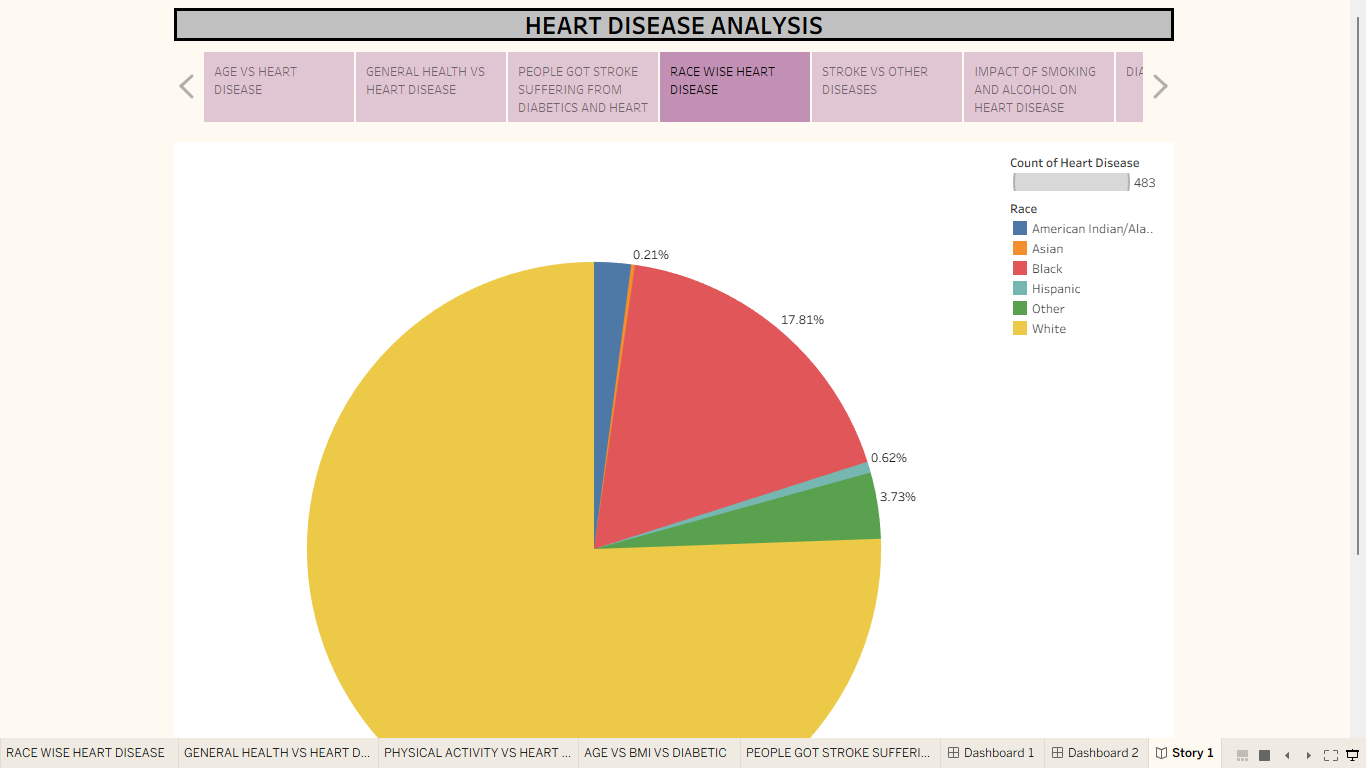 HEART DISEASE ANALYSIS
AGE VS HEART
DISEASE
GENERAL HEALTH VS
HEART DISEASE
PEOPLE GOT STROKE
SUFFERING FROM
DIABETICS AND HEART
RACE WISE HEART
DISEASE
STROKE VS OTHER
DISEASES
IMPACT OF SMOKING
AND ALCOHOL ON
HEART DISEASE
DIA
Count of Heart Disease
483
Race
American Indian/Ala..
Asian
Black
Hispanic
Other
White
0.21%
17.81%
0.62%
3.73%
RACE WISE HEART DISEASE
GENERAL HEALTH VS HEART D...
PHYSICAL ACTIVITY VS HEART ...
AGE VS BMI VS DIABETIC
PEOPLE GOT STROKE SUFFERI...
Dashboard 1
Dashboard 2
Story 1